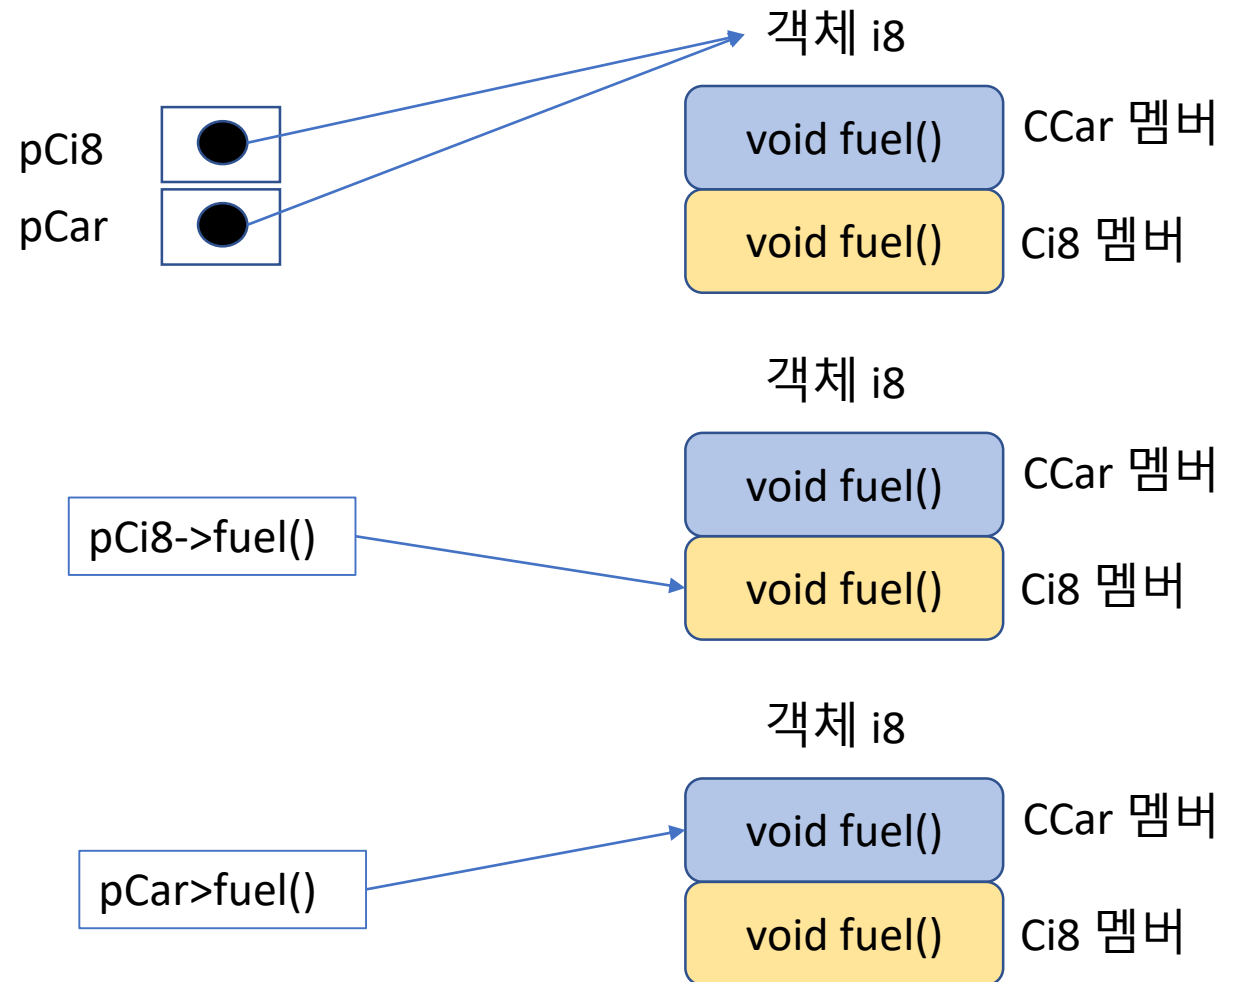 객체 i8
pCi8
void fuel()
CCar 멤버
pCar
void fuel()
Ci8 멤버
객체 i8
void fuel()
CCar 멤버
pCi8->fuel()
void fuel()
Ci8 멤버
객체 i8
void fuel()
CCar 멤버
pCar>fuel()
void fuel()
Ci8 멤버